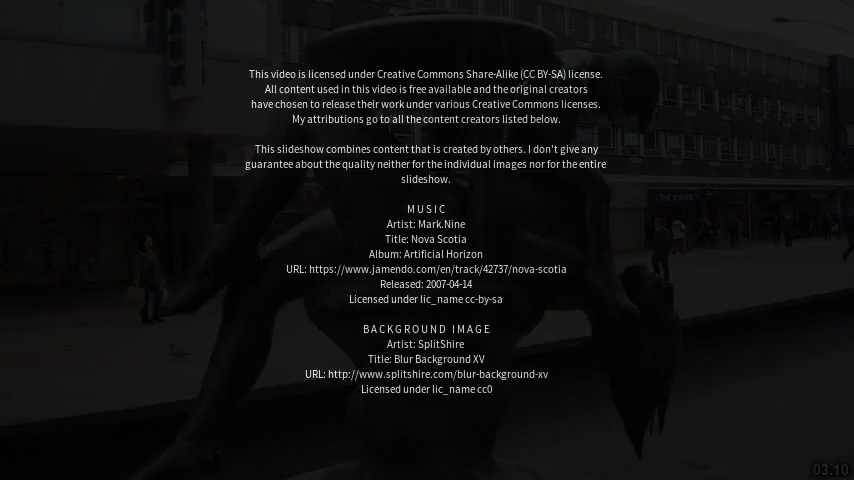 This video is licensed under Creative Commons Share-Alike (CC BY-SA) license.
All content used in this video is free available and the original creators
have chosen to release their work under various Creative Commons licenses.
My attributions go to all the content creators listed below.
This slideshow combines content that is created by others. I don't give any
guarantee about the quality neither for the individual images nor for the entire
slideshow.
MUSIC
Artist: Mark.Nine
Title: Nova Scotia
Album: Artificial Horizon
URL: https://www.jamendo.com/en/track/42737/nova-scotia
Released: 2007-04-14
Licensed under lic_name cc-by-sa
BACKGROUND IMAGE
Artist: SplitShire
Title: Blur Background XV
URL: http://www.splitshire.com/blur-background-xv
Licensed under lic_name cc0
03.10